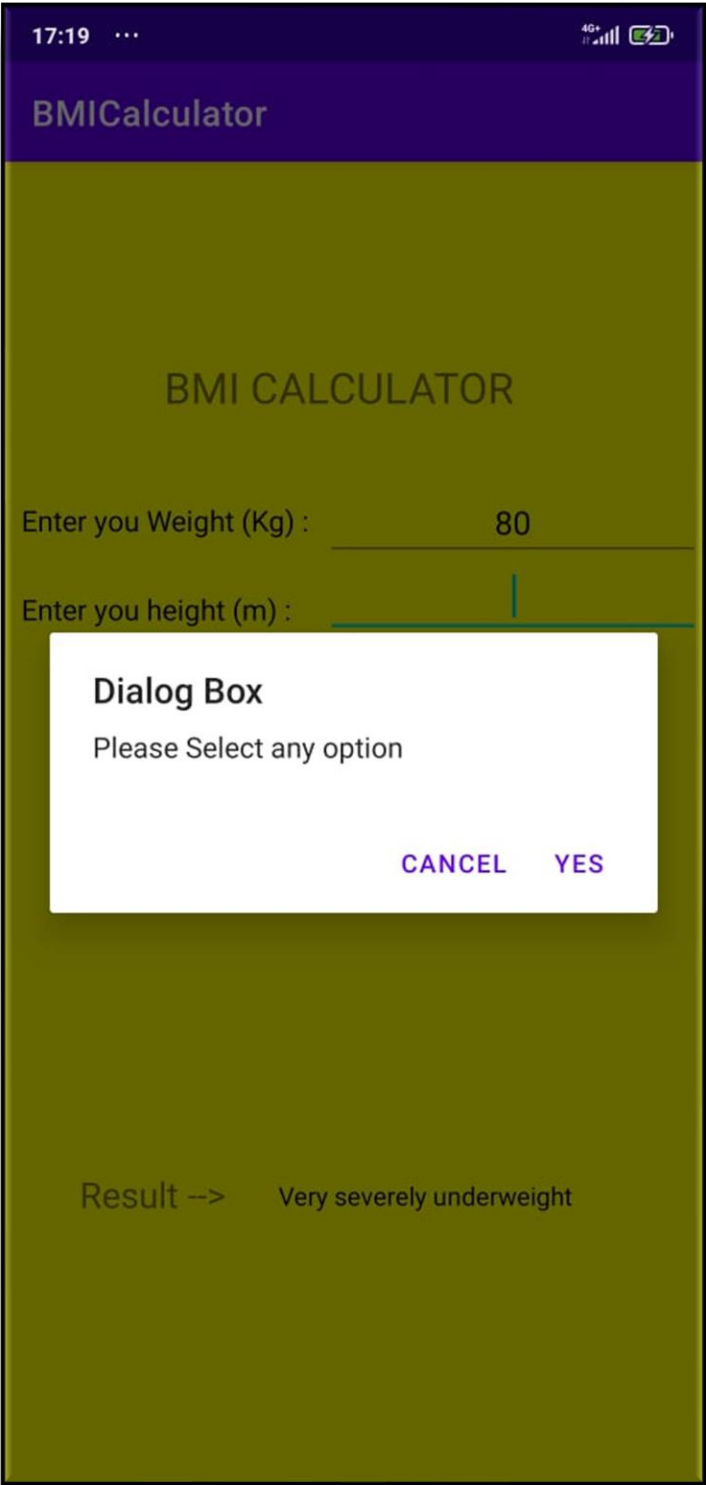 17:19 ...
4G+
BMICalculator
BMI CALCULATOR
Enter you Weight (Kg) : 80
Enter you height (m) :
Dialog Box
Please Select any option
CANCEL YES
Result --> Very severely underweight